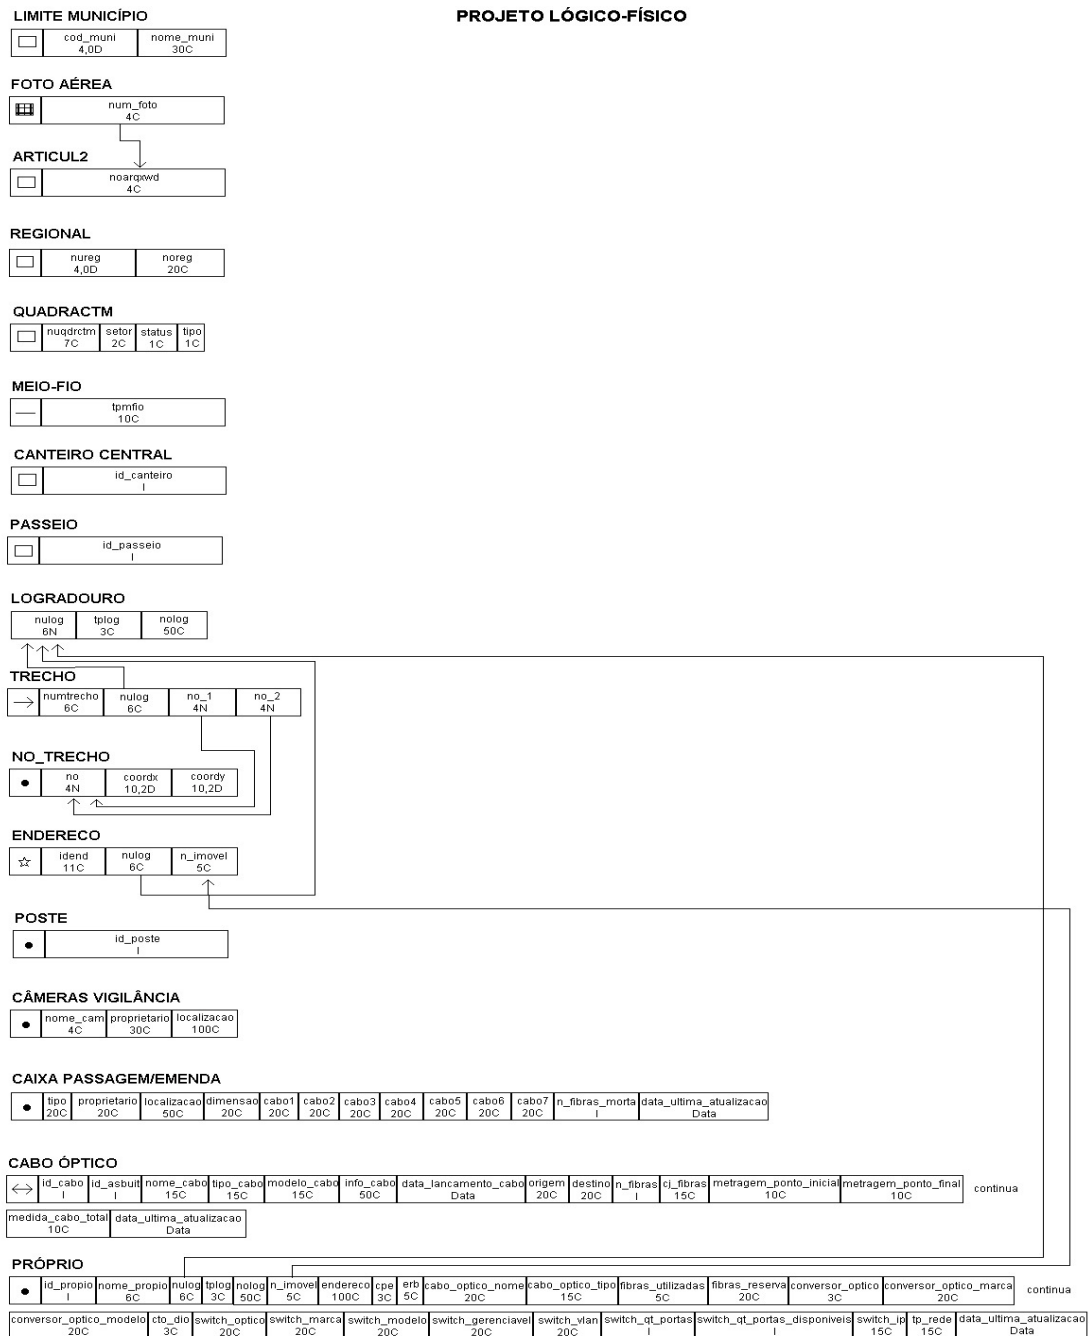 PROJETO LÓGICO-FÍSICO
LIMITE MUNICÍPIO
cod_muni nome_muni
4,0D 30C
FOTO AÉREA
num_foto
4C
ARTICUL2
noarqxwd
4C
REGIONAL
nureg noreg
4,0D 20C
QUADRACTM
nuqdrctm setor status tipo
7C 2C 1C 1C
MEIO-FIO
tpmfio
10C
CANTEIRO CENTRAL
id_canteiro
I
PASSEIO
id_passeio
I
LOGRADOURO
nulog tplog nolog
6N 3C 50C
TRECHO
numtrecho nulog no_1 no_2
6C 6C 4N 4N
NO_TRECHO
no coordx coordy
4N 10,2D 10,2D
ENDERECO
idend nulog n_imovel
11C 6C 5C
POSTE
id_poste
I
CÂMERAS VIGILÂNCIA
nome_cam proprietario localizacao
4C 30C 100C
CAIXA PASSAGEM/EMENDA
tipo proprietario localizacao dimensao cabo1 cabo2 cabo3 cabo4 cabo5 cabo6 cabo7 n_fibras_morta data_ultima_atualizacao
20C 20C 50C 20C 20C 20C 20C 20C 20C 20C 20C I Data
CABO ÓPTICO
id_cabo id_asbuit nome_cabo tipo_cabo modelo_cabo info_cabo data_lancamento_cabo origem destino n_fibras cj_fibras metragem_ponto_inicial metragem_ponto_final continua
I I 15C 15C 15C 50C Data 20C 20C I 15C 10C 10C
medida_cabo_total data_ultima_atualizacao
10C Data
PRÓPRIO
id_propio nome_propio nulog tplog nolog n_imovel endereco cpe erb cabo_optico_nome cabo_optico_tipo fibras_utilizadas fibras_reserva conversor_optico conversor_optico_marca continua
I 6C 6C 3C 50C 5C 100C 3C 5C 20C 15C 5C 20C 3C 20C
conversor_optico_modelo cto_dio switch_optico switch_marca switch_modelo switch_gerenciavel switch_vlan switch_qt_portas switch_qt_portas_disponiveis switch_ip tp_rede data_ultima_atualizacao
20C 3C 20C 20C 20C 20C 20C I I 15C 15C Data